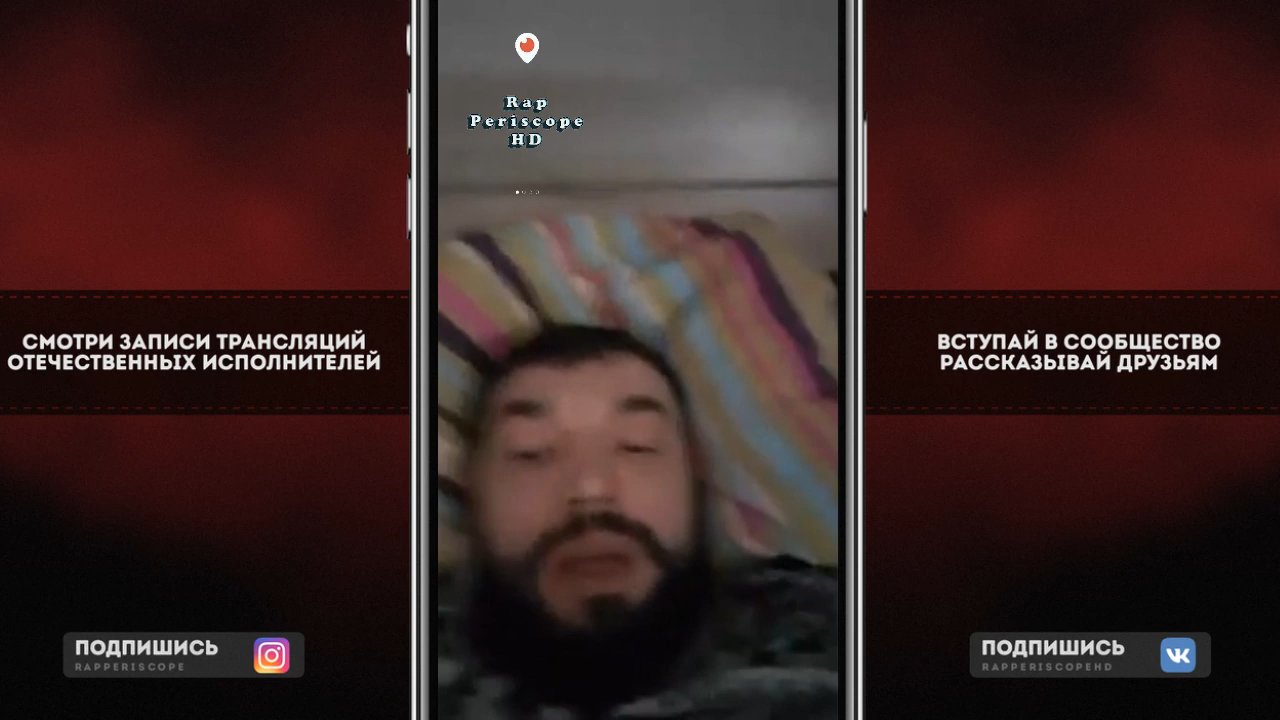 Rap
Periscope
HD
СМОТРИ ЗАПИСИ ТРАНСЛЯЦИЙ
ОТЕЧЕСТВЕННЫХ ИСПОЛНИТЕЛЕЙ
ВСТУПАЙ В СООБЩЕСТВО
РАССКАЗЫВАЙ ДРУЗЬЯМ
ПОДПИШИСЬ
RAPPERISCOPE
ПОДПИШИСЬ
RAPPERISCOPEHD